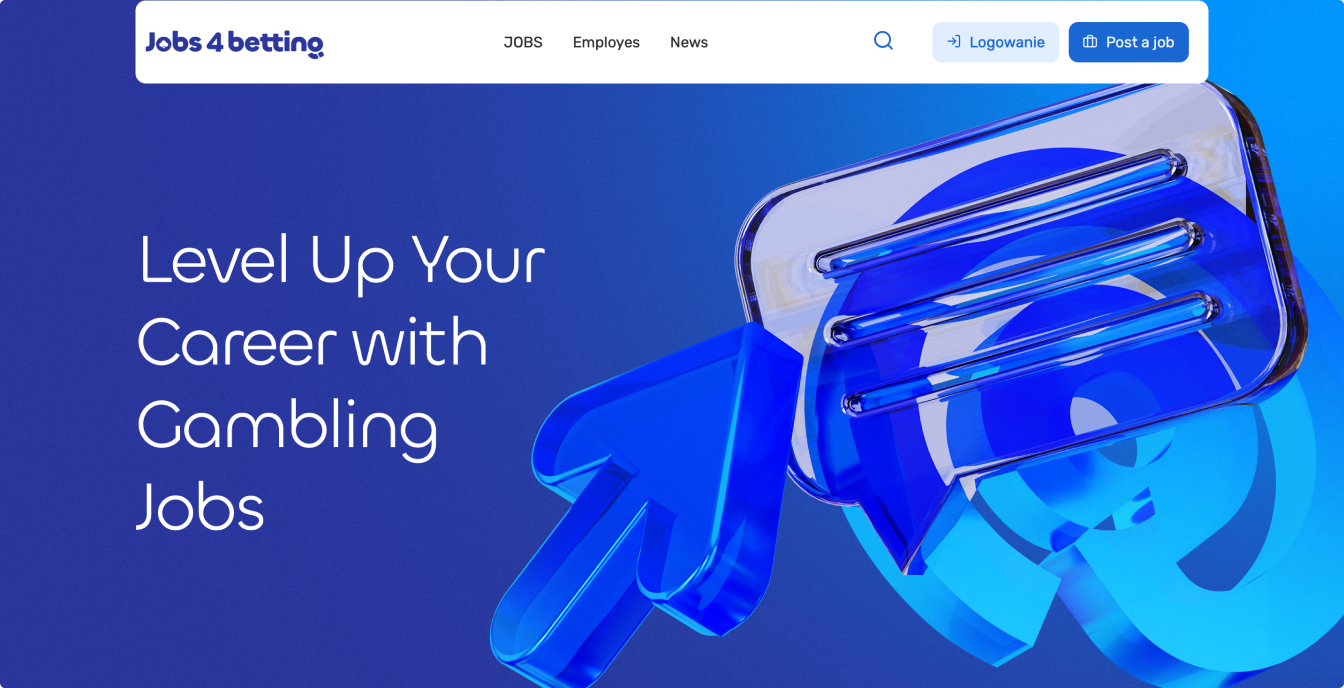 Jobs 4 betting
JOBS
Employes
News
Logowanie
Post a job
Level Up Your
Career with
Gambling
Jobs